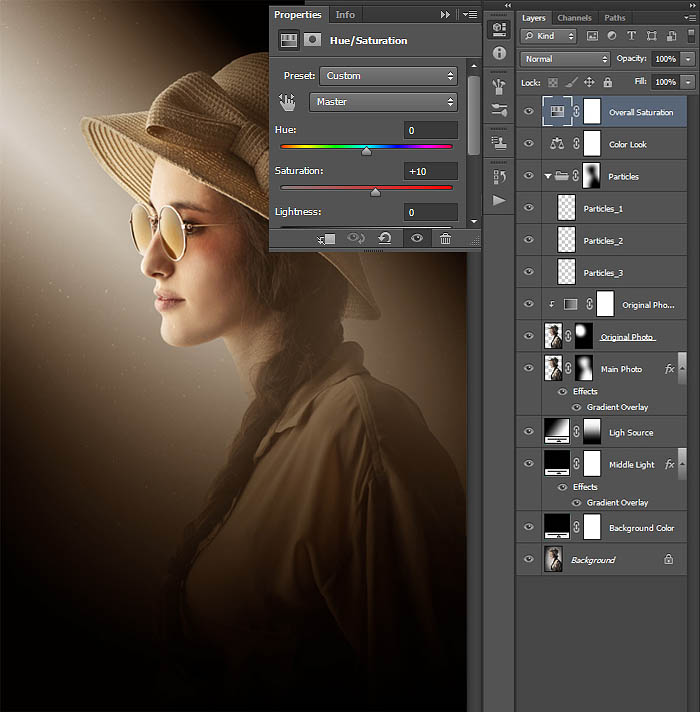 Properties Info
Hue/Saturation
Preset: Custom
Master
Hue: 0
Saturation: +10
Lightness: 0
Layers Channels Paths
Kind
Normal Opacity: 100%
Lock: Fill: 100%
Overall Saturation
Color Look
Particles
Particles_1
Particles_2
Particles_3
Original Pho...
Original Photo
Main Photo fx
Effects
Gradient Overlay
Ligh Source
Middle Light fx
Effects
Gradient Overlay
Background Color
Background